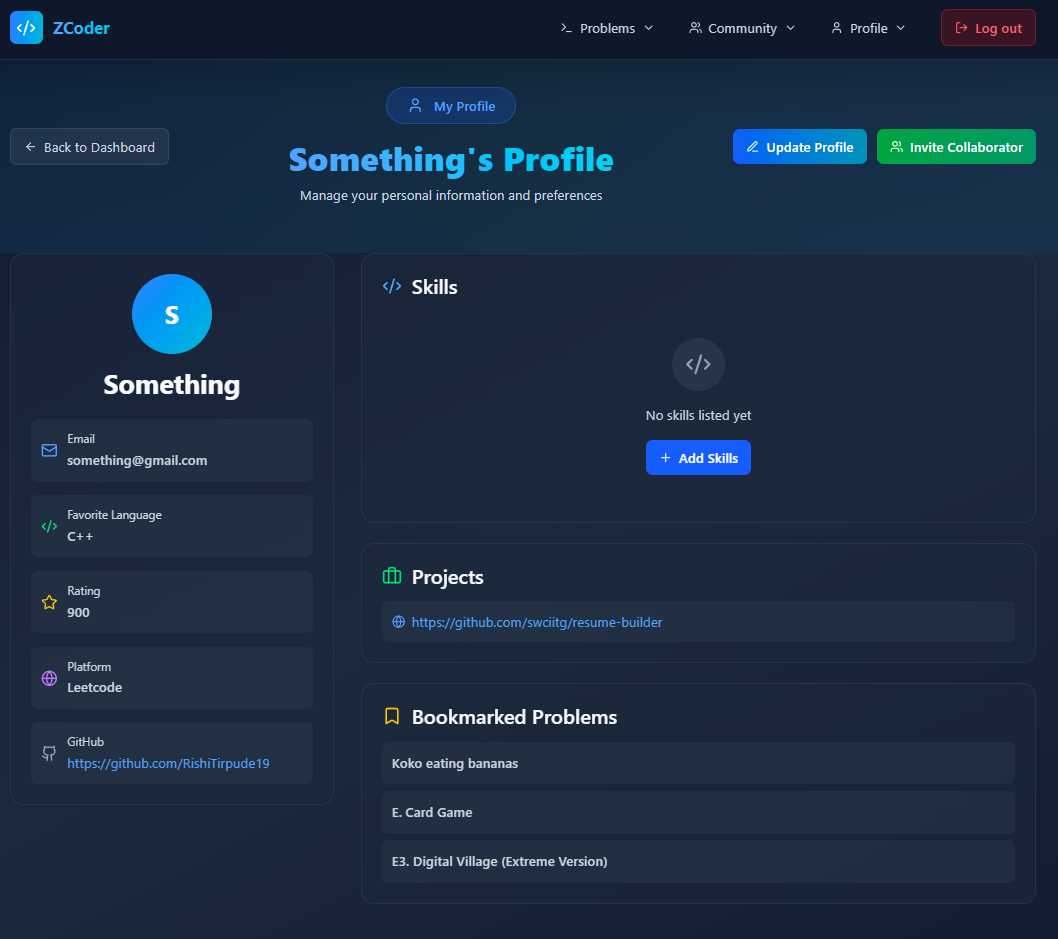 ZCoder
Problems
Community
Profile
Log out
My Profile
Back to Dashboard
Something's Profile
Manage your personal information and preferences
Update Profile
Invite Collaborator
S
Something
Email
something@gmail.com
Favorite Language
C++
Rating
900
Platform
Leetcode
GitHub
https://github.com/RishiTirpude19
Skills
No skills listed yet
+ Add Skills
Projects
https://github.com/swciitg/resume-builder
Bookmarked Problems
Koko eating bananas
E. Card Game
E3. Digital Village (Extreme Version)